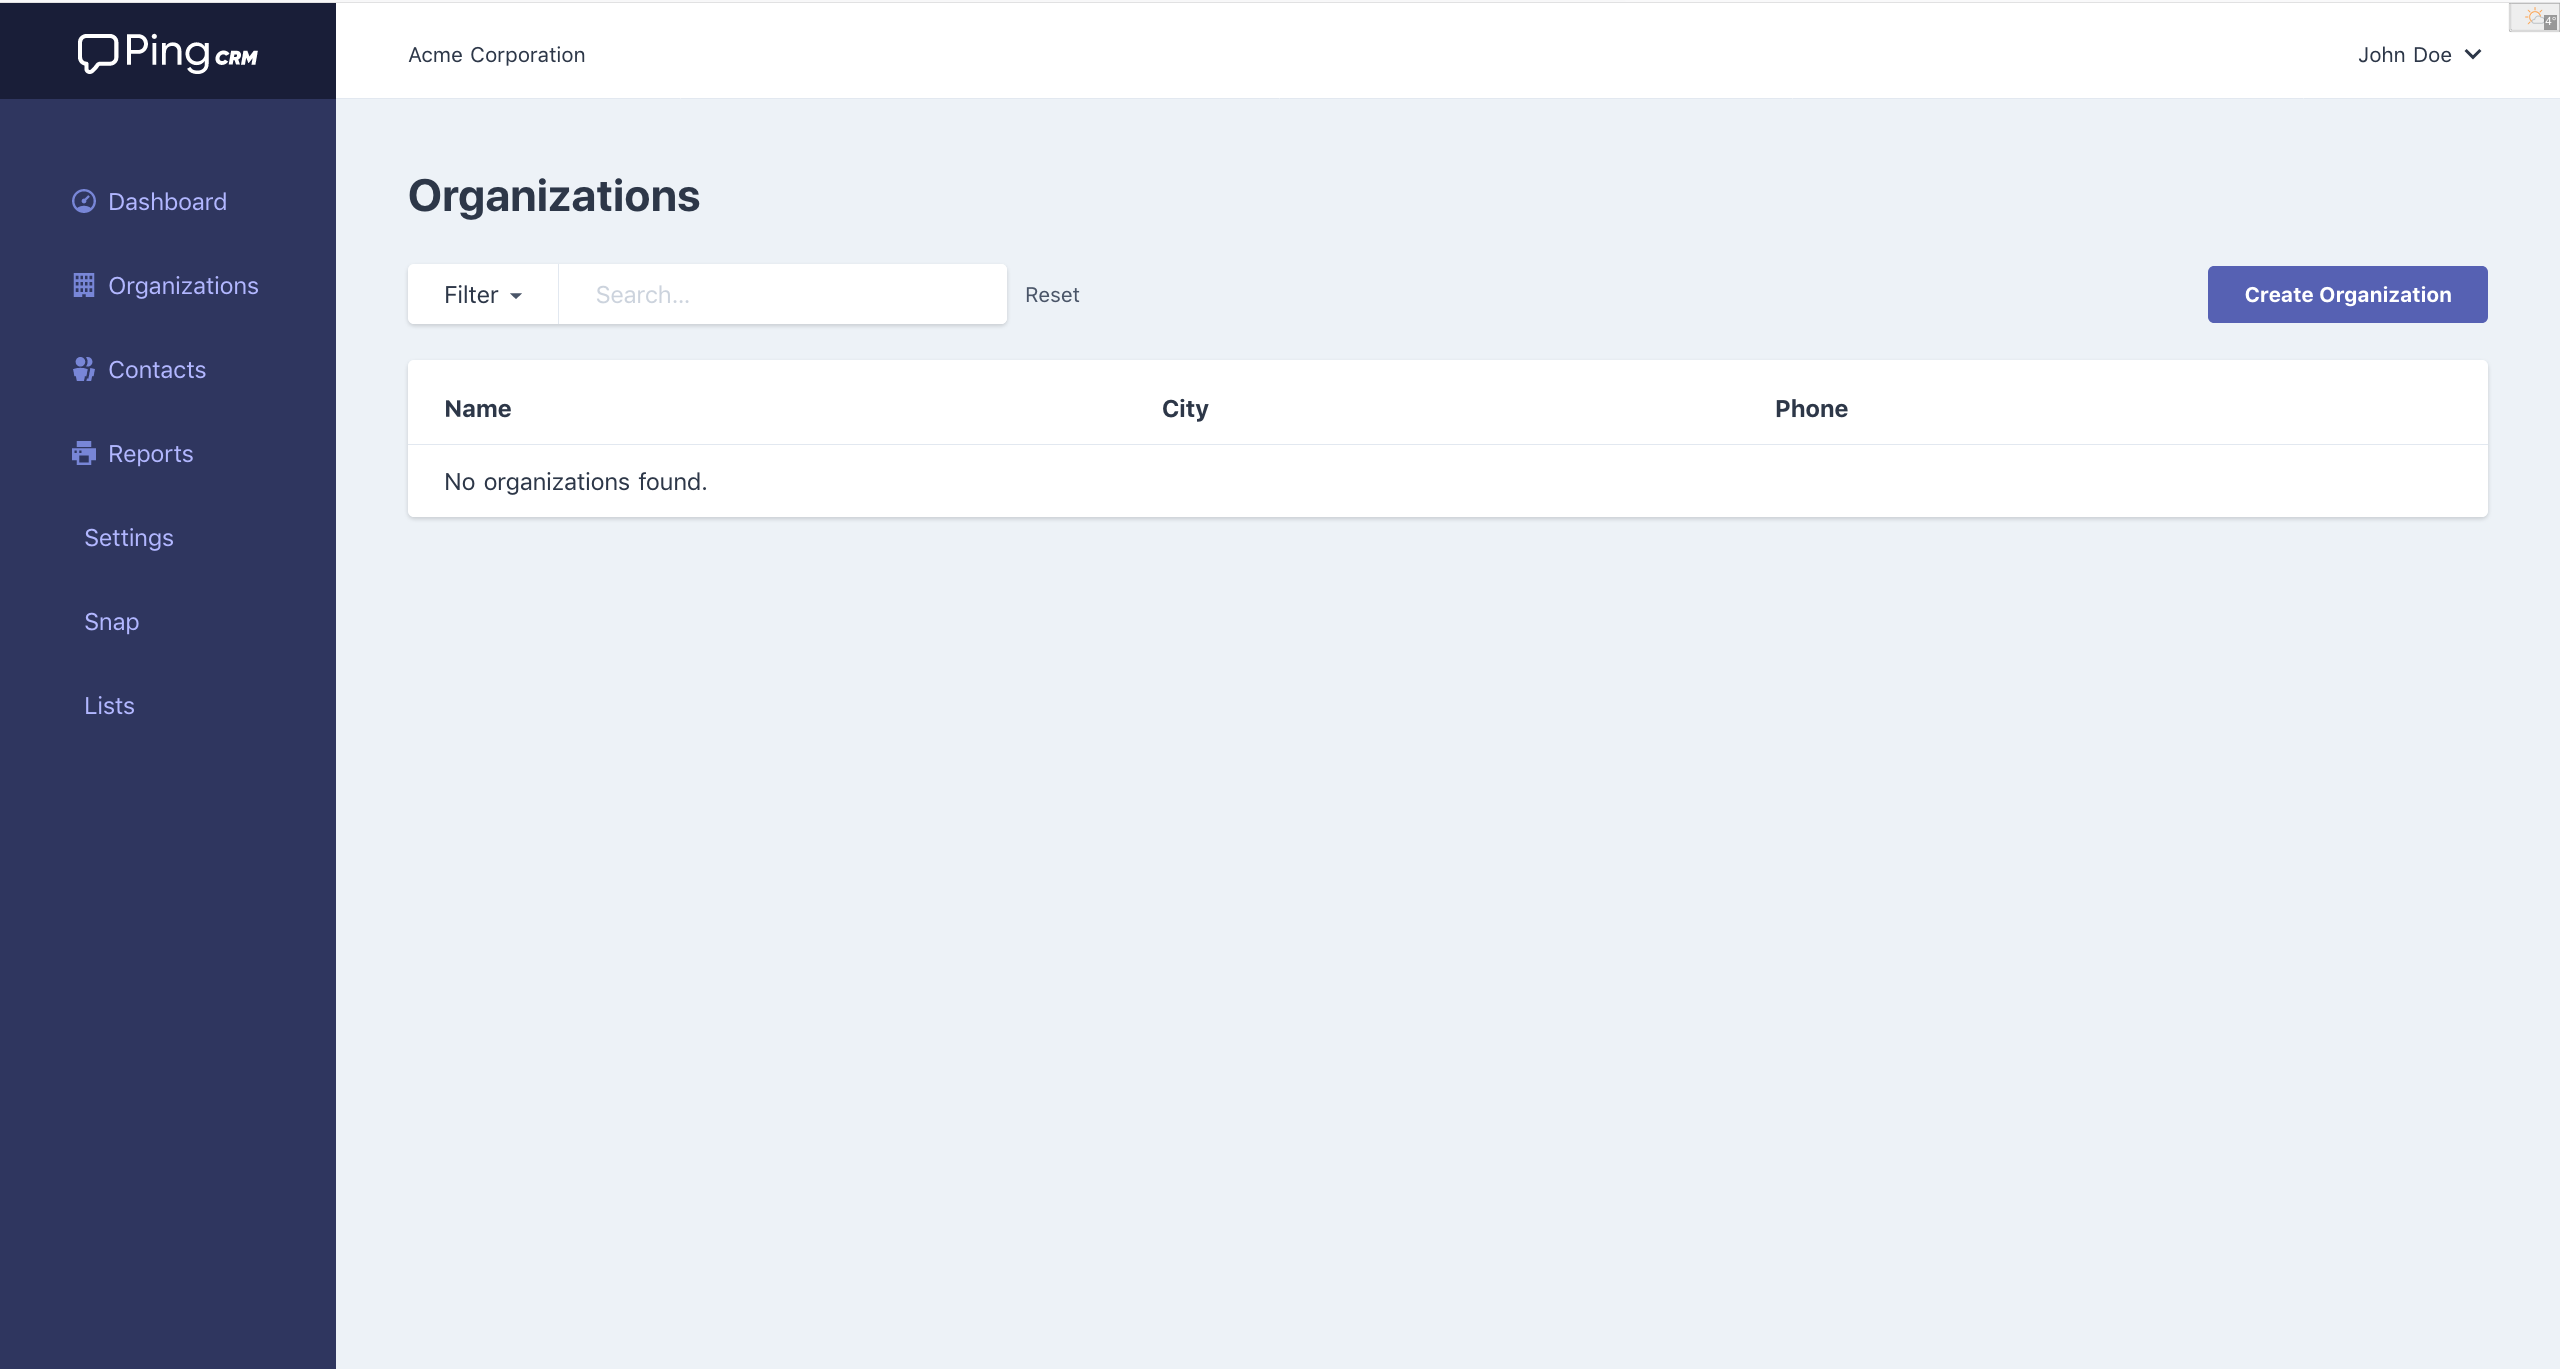 Ping CRM
Acme Corporation
John Doe
4°
Dashboard
Organizations
Contacts
Reports
Settings
Snap
Lists
Organizations
Filter
Search...
Reset
Create Organization
Name City Phone
No organizations found.